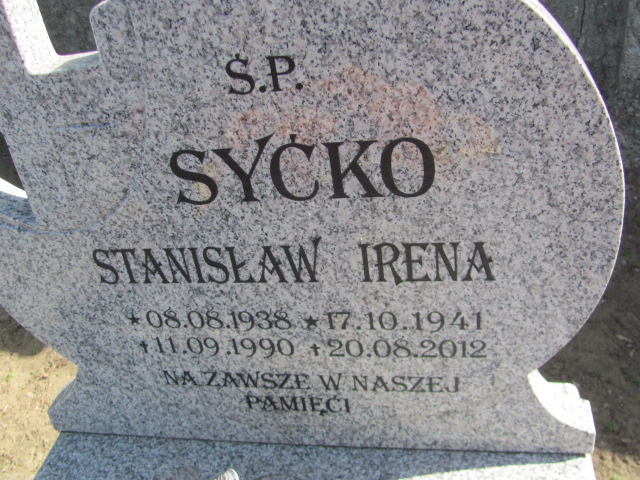 Ś.P.
SYĆKO
STANISŁAW IRENA
*08.08.1938 *17.10.1941
+11.09.1990 +20.08.2012
NA ZAWSZE W NASZEJ
PAMIĘCI